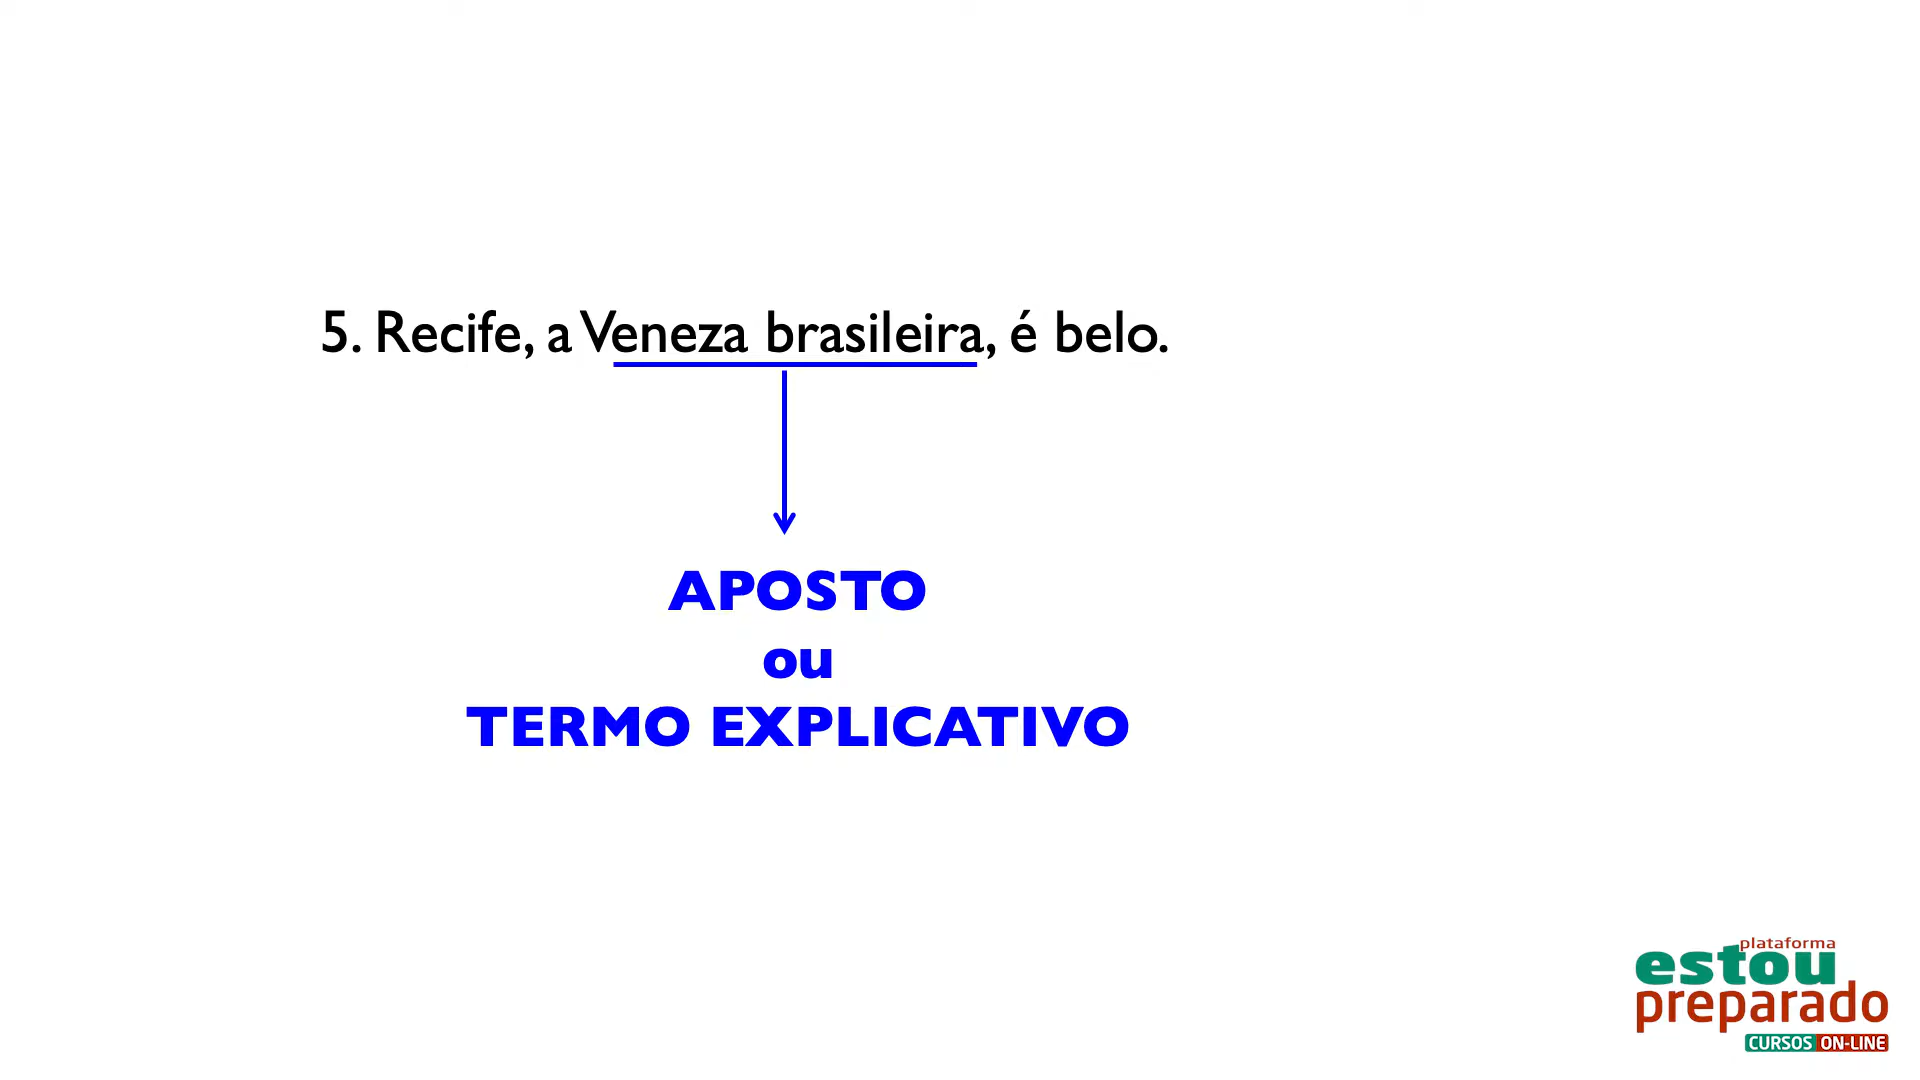 5. Recife, a Veneza brasileira, é belo.
APOSTO
ou
TERMO EXPLICATIVO
plataforma
estou
preparado
CURSOS ON-LINE